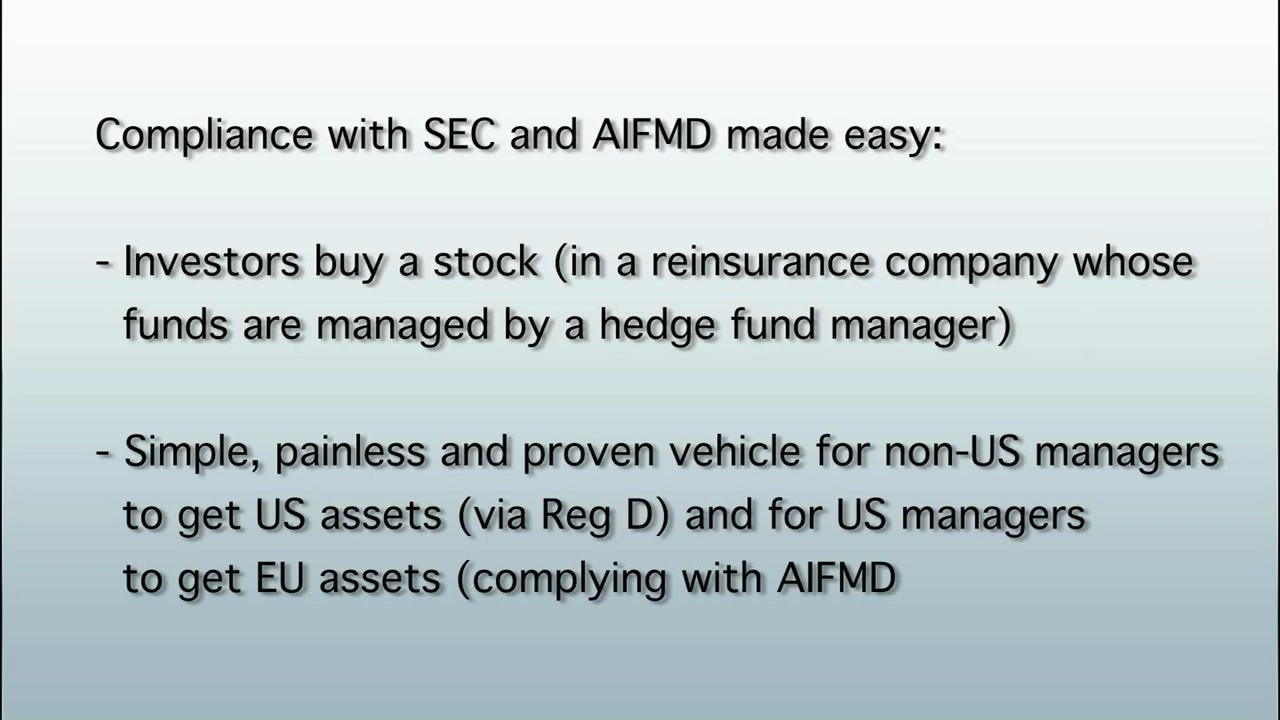 Compliance with SEC and AIFMD made easy:
- Investors buy a stock (in a reinsurance company whose
funds are managed by a hedge fund manager)
- Simple, painless and proven vehicle for non-US managers
to get US assets (via Reg D) and for US managers
to get EU assets (complying with AIFMD